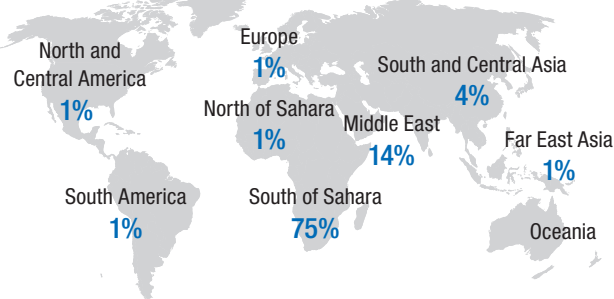 North and
Central America
1%
Europe
1%
South and Central Asia
4%
North of Sahara
1%
Middle East
14%
Far East Asia
1%
South America
1%
South of Sahara
75%
Oceania